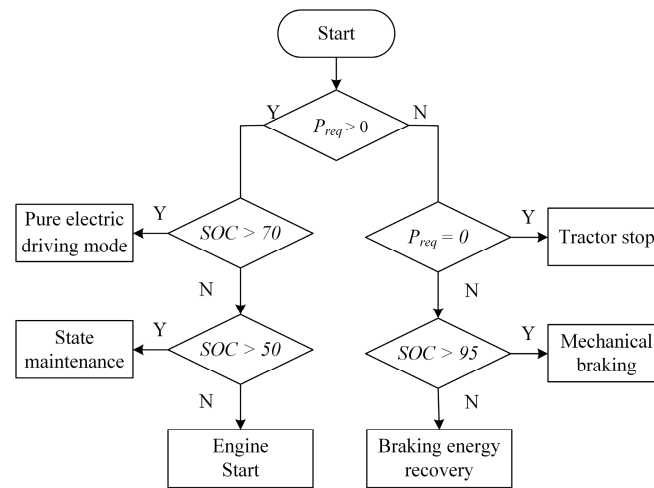 Start
Y
N
P_req > 0
Y
Pure electric
driving mode
SOC > 70
P_req = 0
Y
Tractor stop
N
N
Y
State
maintenance
SOC > 50
SOC > 95
Y
Mechanical
braking
N
N
Engine
Start
Braking energy
recovery